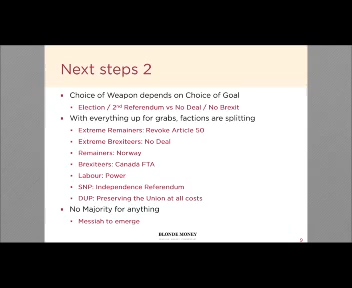 Next steps 2
Choice of Weapon depends on Choice of Goal
Election / 2nd Referendum vs No Deal / No Brexit
With everything up for grabs, factions are splitting
Extreme Remainers: Revoke Article 50
Extreme Brexiteers: No Deal
Remainers: Norway
Brexiteers: Canada FTA
Labour: Power
SNP: Independence Referendum
DUP: Preserving the Union at all costs
No Majority for anything
Messiah to emerge
BLONDE MONEY
9